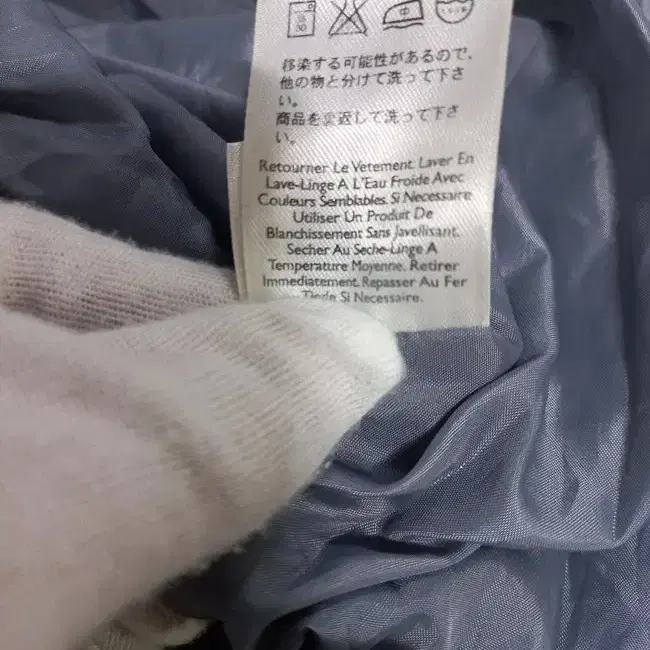 30
移染する可能性があるので、
他の物と分けて洗って下さ
い。
商品を裏返して洗って下さ
い。
Retourner Le Vetement. Laver En
Lave-Linge A L'Eau Froide Avec
Couleurs Semblables. Si Necessaire
Utiliser Un Produit De
Blanchissement Sans Javellisant.
Secher Au Seche-Linge A
Temperature Moyenne. Retirer
Immediatement. Repasser Au Fer
Tiede Si Necessaire.